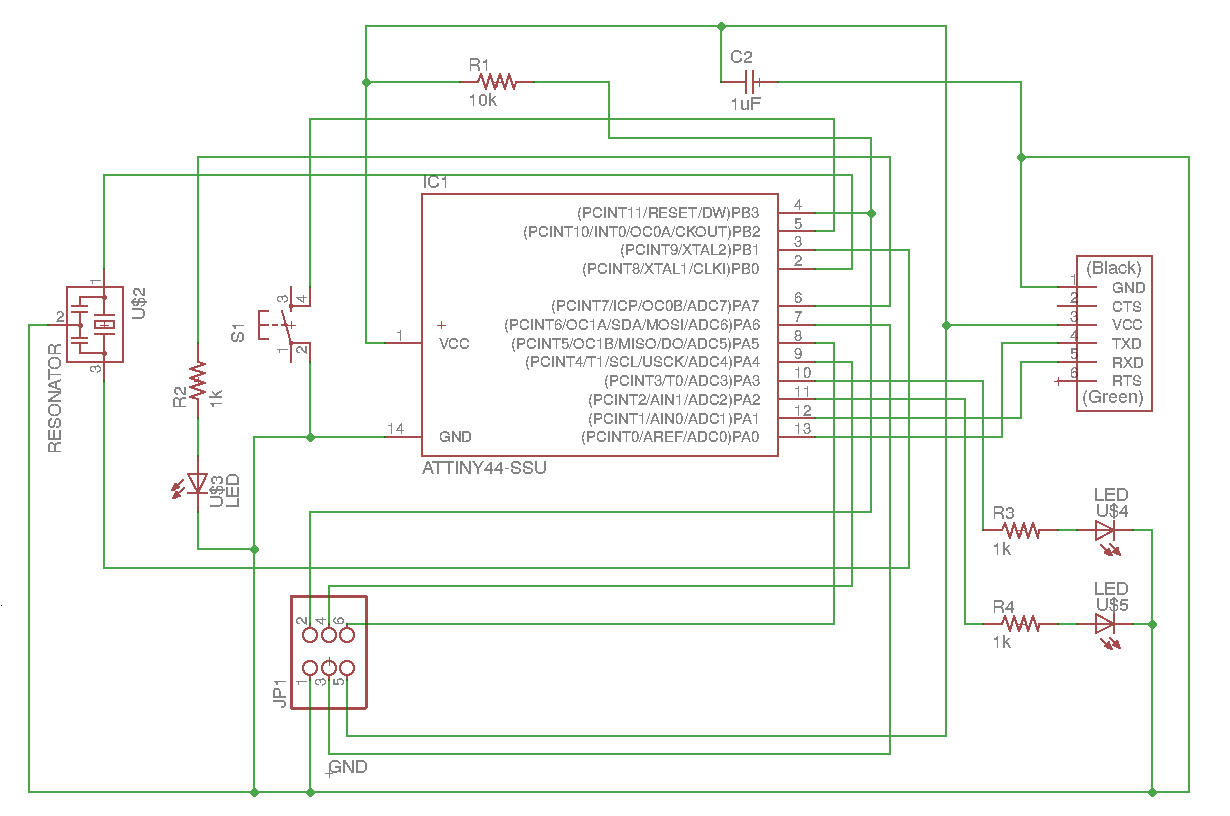 C2
1uF
R1
10k
IC1
(PCINT11/RESET/DW)PB3 4
(PCINT10/INT0/OC0A/CKOUT)PB2 5
(PCINT9/XTAL2)PB1 3
(PCINT8/XTAL1/CLKI)PB0 2
(PCINT7/ICP/OC0B/ADC7)PA7 6
(PCINT6/OC1A/SDA/MOSI/ADC6)PA6 7
(PCINT5/OC1B/MISO/DO/ADC5)PA5 8
(PCINT4/T1/SCL/USCK/ADC4)PA4 9
(PCINT3/T0/ADC3)PA3 10
(PCINT2/AIN1/ADC2)PA2 11
(PCINT1/AIN0/ADC1)PA1 12
(PCINT0/AREF/ADC0)PA0 13
1 VCC
14 GND
ATTINY44-SSU
1
2
3
U$2
RESONATOR
S1
3
4
1
2
R2
1k
U$3
LED
(Black)
1 GND
2 CTS
3 VCC
4 TXD
5 RXD
6 RTS
(Green)
R3
1k
LED
U$4
R4
1k
LED
U$5
JP1
2
4
6
1
3
5
GND